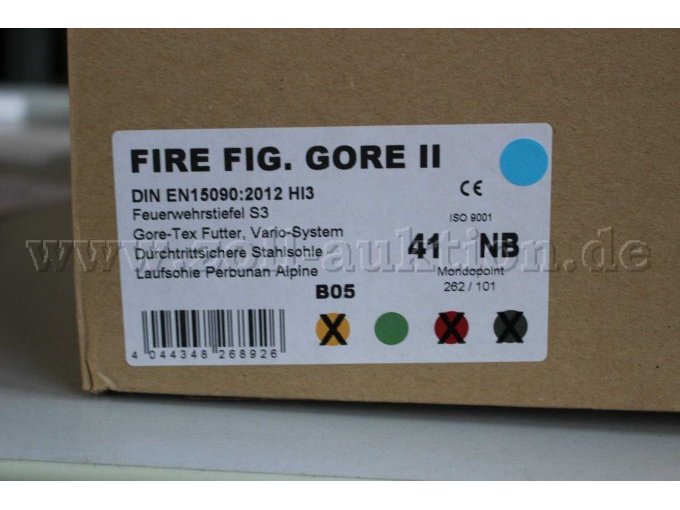 FIRE FIG. GORE II
DIN EN15090:2012 HI3
Feuerwehrstiefel S3
Gore-Tex Futter, Vario-System
Durchtrittsichere Stahlsohle
Laufsohle Perbunan Alpine
CE
ISO 9001
41 NB
Mondopoint
262 / 101
B05
X X X
4 044348 268926
www.zoll-auktion.de